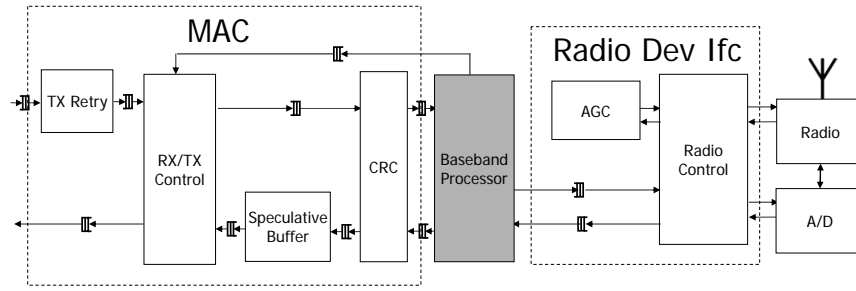 MAC
Radio Dev Ifc
TX Retry
RX/TX
Control
Speculative
Buffer
CRC
Baseband
Processor
AGC
Radio
Control
Radio
A/D